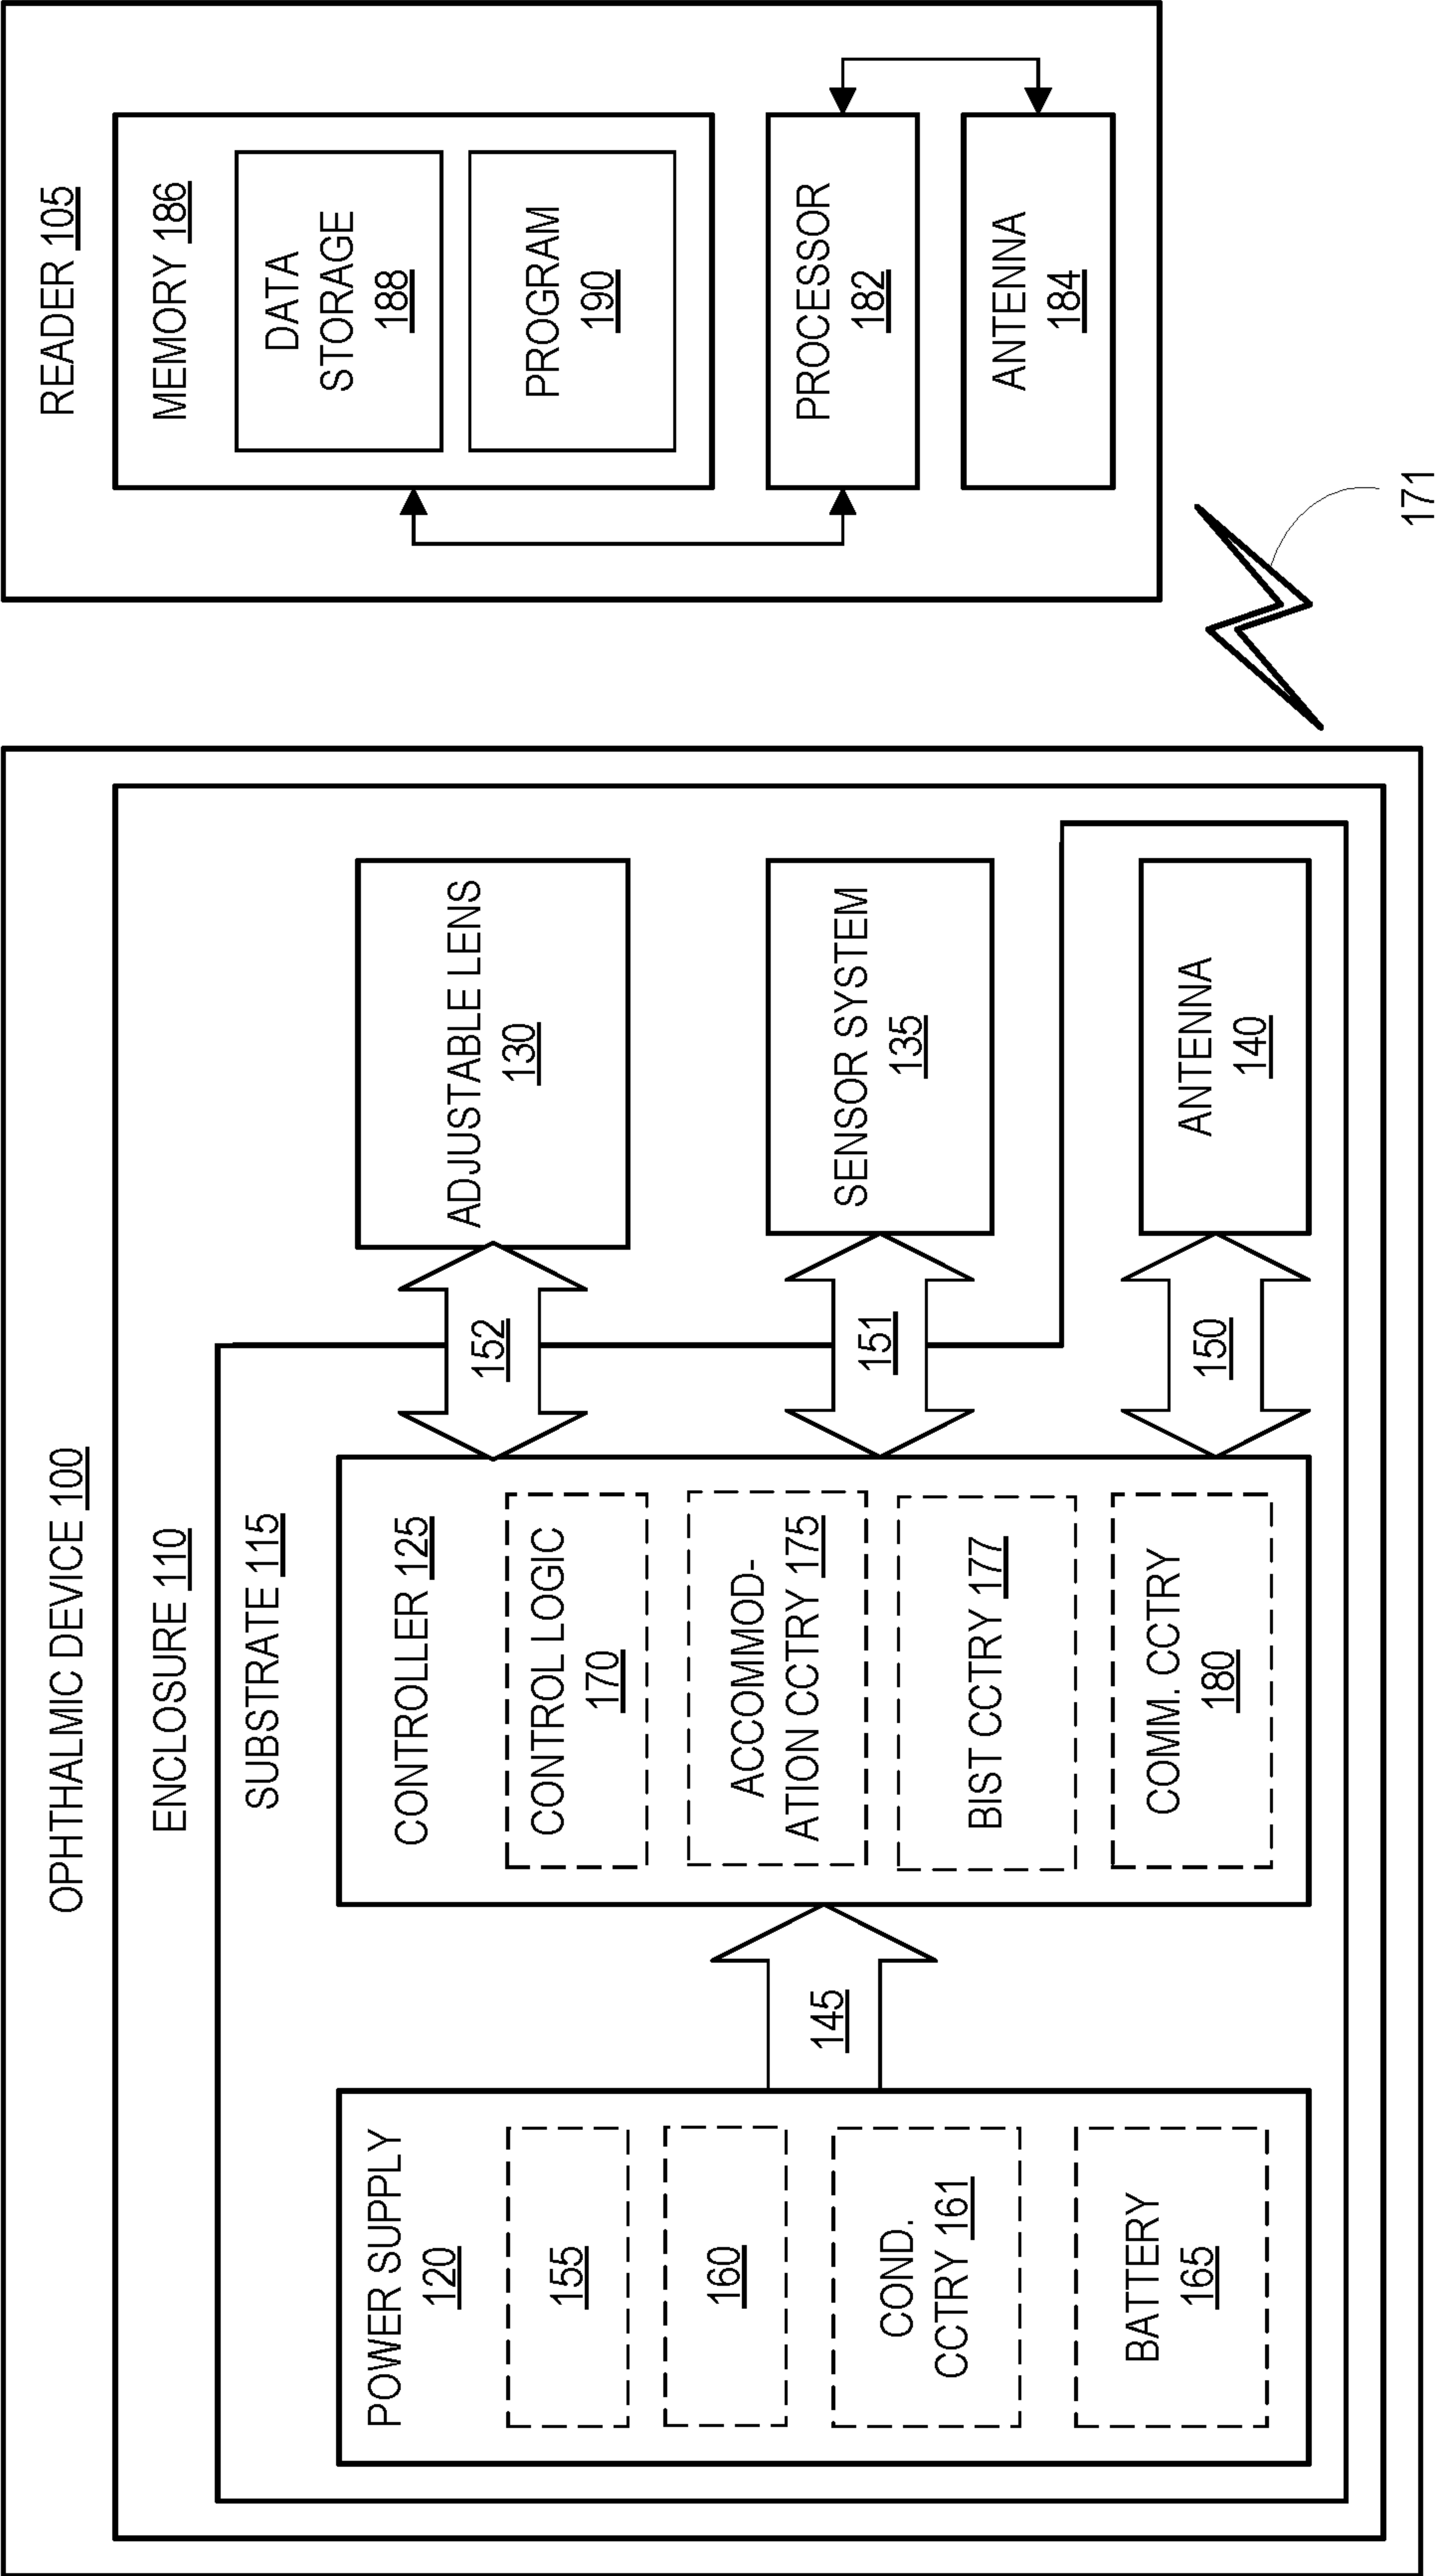 OPHTHALMIC DEVICE 100
ENCLOSURE 110
SUBSTRATE 115
POWER SUPPLY
120
155
160
COND.
CCTRY 161
BATTERY
165
145
CONTROLLER 125
CONTROL LOGIC
170
ACCOMMOD-
ATION CCTRY 175
BIST CCTRY 177
COMM. CCTRY
180
152
151
150
ADJUSTABLE LENS
130
SENSOR SYSTEM
135
ANTENNA
140
READER 105
MEMORY 186
DATA
STORAGE
188
PROGRAM
190
PROCESSOR
182
ANTENNA
184
171